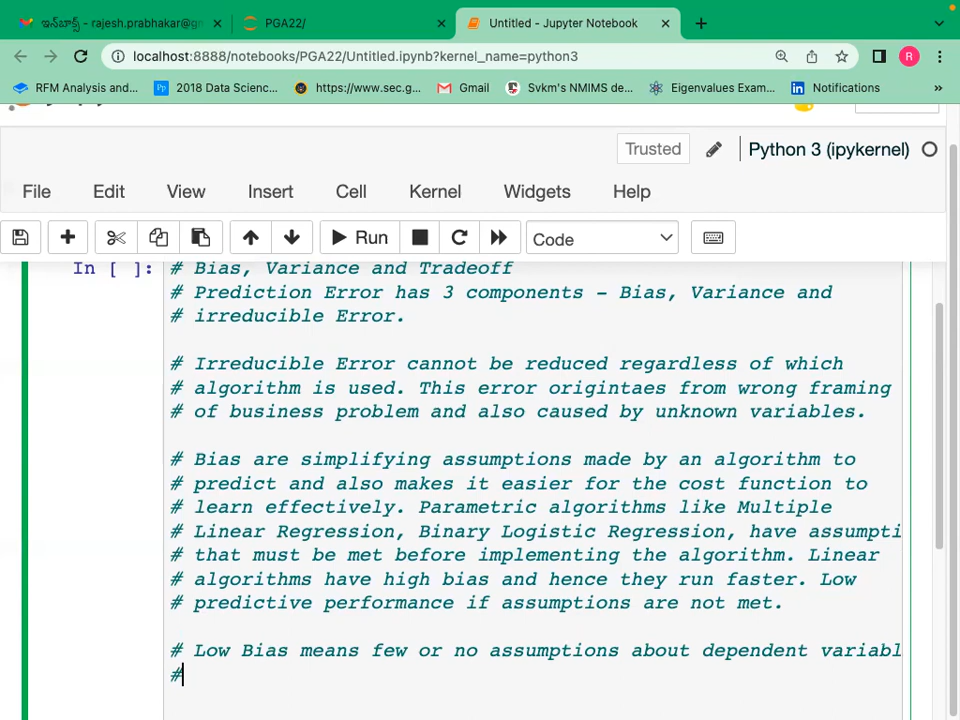 ఇన్‌బాక్స్ - rajesh.prabhakar@gn
PGA22/
Untitled - Jupyter Notebook
localhost:8888/notebooks/PGA22/Untitled.ipynb?kernel_name=python3
R
RFM Analysis and...
Pp 2018 Data Scienc...
https://www.sec.g...
Gmail
Svkm's NMIMS de...
Eigenvalues Exam...
in Notifications
»
Trusted
Python 3 (ipykernel)
File Edit View Insert Cell Kernel Widgets Help
Run
Code
In [ ]:
# Bias, Variance and Tradeoff
# Prediction Error has 3 components - Bias, Variance and
# irreducible Error.
# Irreducible Error cannot be reduced regardless of which
# algorithm is used. This error origintaes from wrong framing
# of business problem and also caused by unknown variables.
# Bias are simplifying assumptions made by an algorithm to
# predict and also makes it easier for the cost function to
# learn effectively. Parametric algorithms like Multiple
# Linear Regression, Binary Logistic Regression, have assumpti
# that must be met before implementing the algorithm. Linear
# algorithms have high bias and hence they run faster. Low
# predictive performance if assumptions are not met.
# Low Bias means few or no assumptions about dependent variabl
#